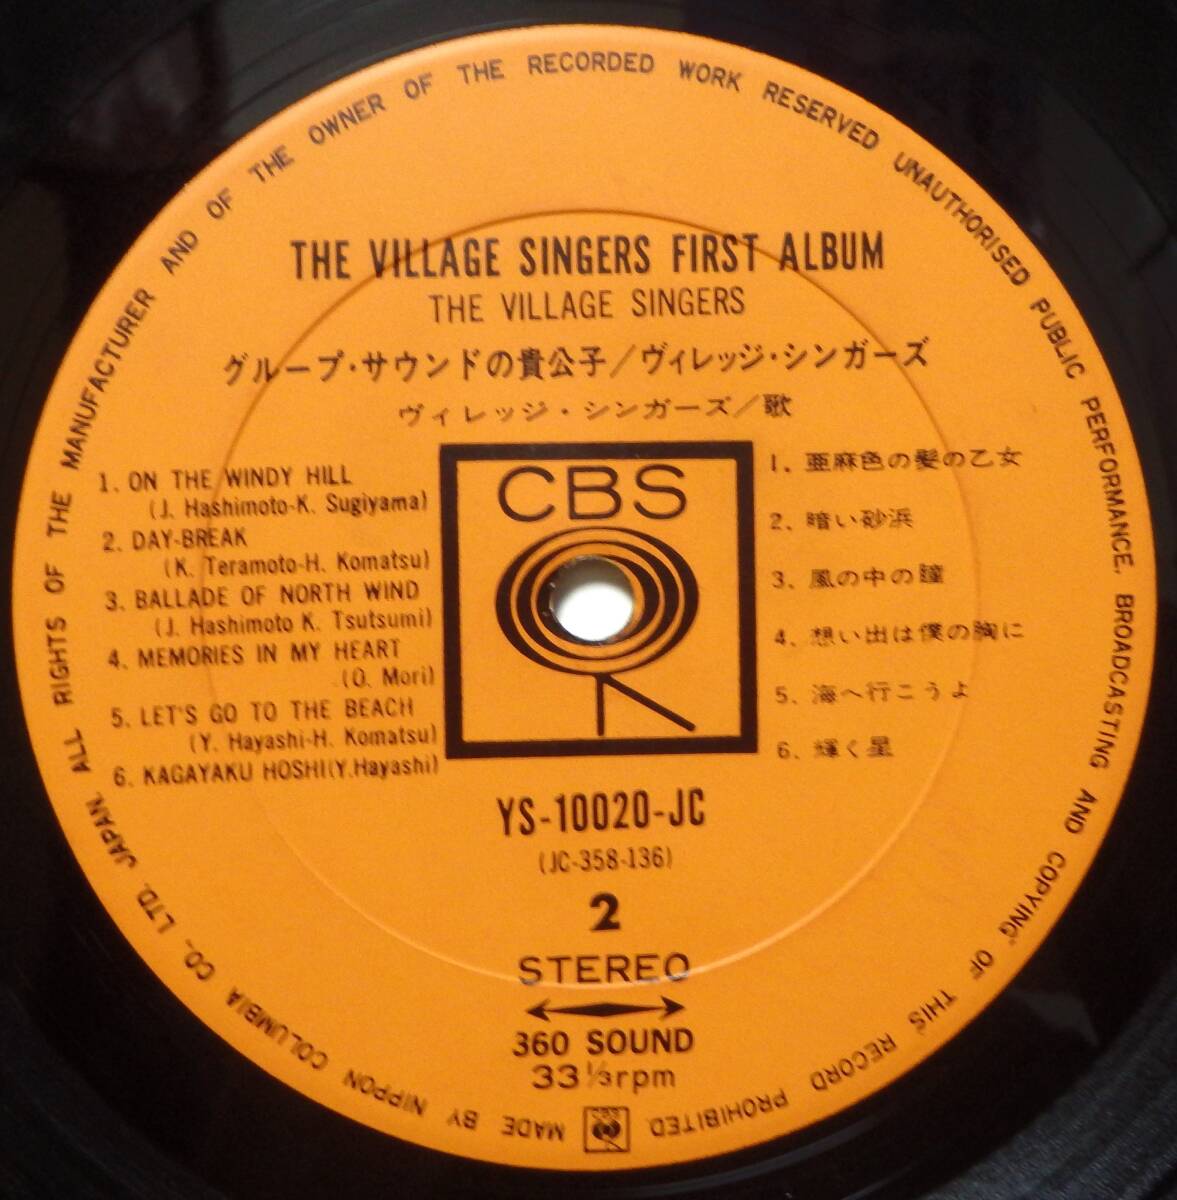 ALL RIGHTS OF THE MANUFACTURER AND OF THE OWNER OF THE RECORDED WORK RESERVED UNAUTHORISED PUBLIC PERFORMANCE, BROADCASTING AND COPYING OF THIS RECORD PROHIBITED.
MADE BY NIPPON COLUMBIA CO., LTD. JAPAN.
THE VILLAGE SINGERS FIRST ALBUM
THE VILLAGE SINGERS
グループ・サウンドの貴公子/ヴィレッジ・シンガーズ
ヴィレッジ・シンガーズ/歌
1. ON THE WINDY HILL
(J. Hashimoto-K. Sugiyama)
2. DAY-BREAK
(K. Teramoto-H. Komatsu)
3. BALLADE OF NORTH WIND
(J. Hashimoto K. Tsutsumi)
4. MEMORIES IN MY HEART
(O. Mori)
5. LET'S GO TO THE BEACH
(Y. Hayashi-H. Komatsu)
6. KAGAYAKU HOSHI(Y.Hayashi)
CBS
1. 亜麻色の髪の乙女
2. 暗い砂浜
3. 風の中の瞳
4. 想い出は僕の胸に
5. 海へ行こうよ
6. 輝く星
YS-10020-JC
(JC-358-136)
2
STEREO
360 SOUND
33 1/3rpm